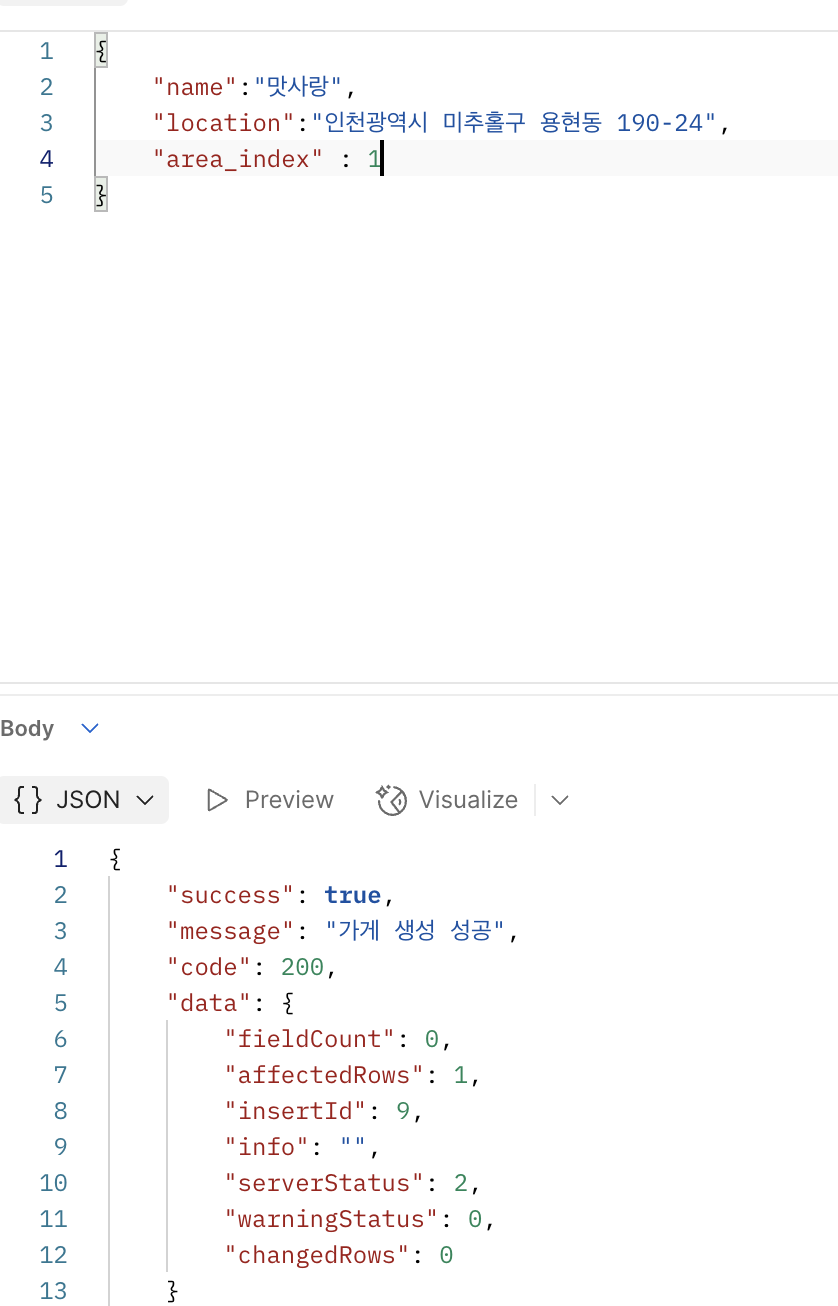 1 {
2 "name":"맛사랑",
3 "location":"인천광역시 미추홀구 용현동 190-24",
4 "area_index" : 1
5 }
Body
{} JSON Preview Visualize
1 {
2 "success": true,
3 "message": "가게 생성 성공",
4 "code": 200,
5 "data": {
6 "fieldCount": 0,
7 "affectedRows": 1,
8 "insertId": 9,
9 "info": "",
10 "serverStatus": 2,
11 "warningStatus": 0,
12 "changedRows": 0
13 }